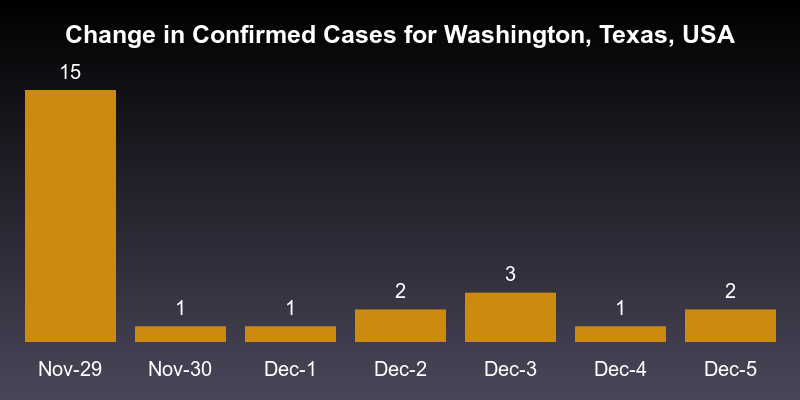 Change in Confirmed Cases for Washington, Texas, USA
15
1
1
2
3
1
2
Nov-29
Nov-30
Dec-1
Dec-2
Dec-3
Dec-4
Dec-5